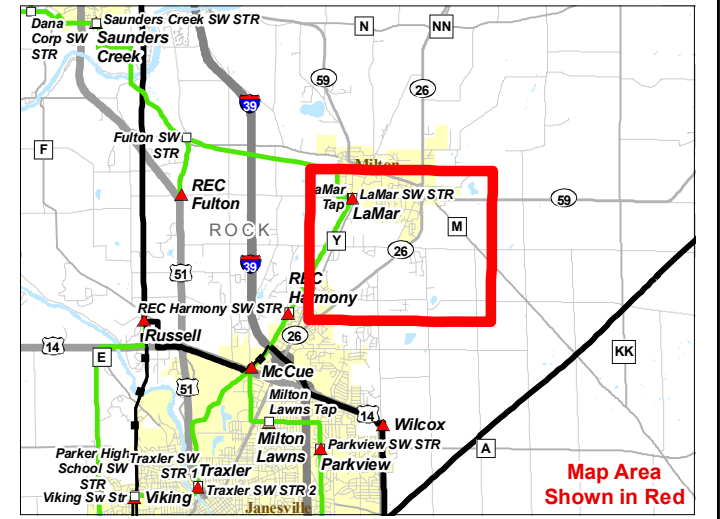 Dana
Corp SW
STR
Saunders Creek SW STR
Saunders
Creek
N
NN
59
26
39
F
Fulton SW
STR
Milton
REC
Fulton
aMar
Tap
LaMar SW STR
LaMar
59
ROCK
Y
M
26
51
39
REC
Harmony
REC Harmony SW STR
Russell
26
14
E
KK
McCue
51
Milton
Lawns Tap
14
Wilcox
Milton
Lawns
Parkview SW STR
Parkview
A
Parker High
School SW
STR
Traxler SW
STR 1
Traxler
Viking Sw Str
Viking
Traxler SW STR 2
Janesville
Map Area
Shown in Red